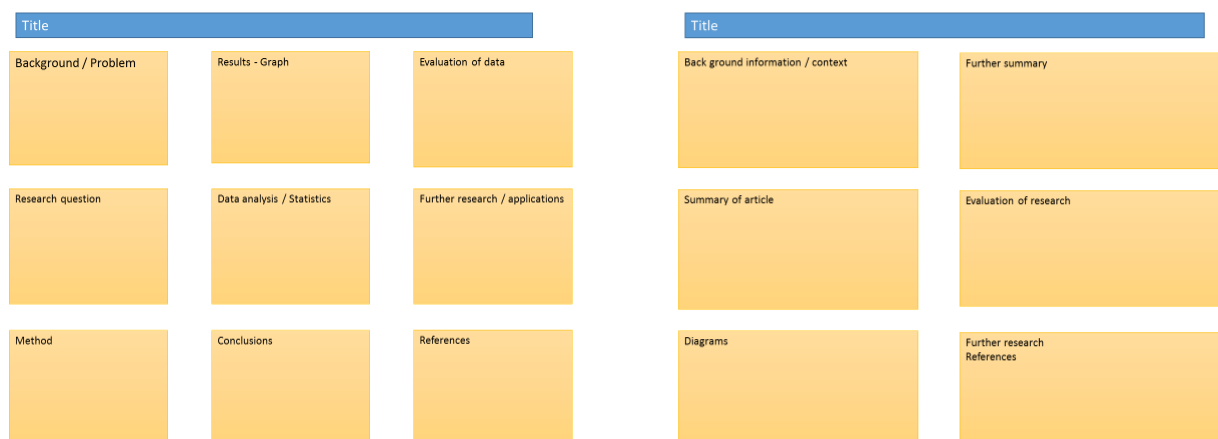 Title
Background / Problem
Research question
Method
Results - Graph
Data analysis / Statistics
Conclusions
Evaluation of data
Further research / applications
References
Title
Back ground information / context
Summary of article
Diagrams
Further summary
Evaluation of research
Further research
References